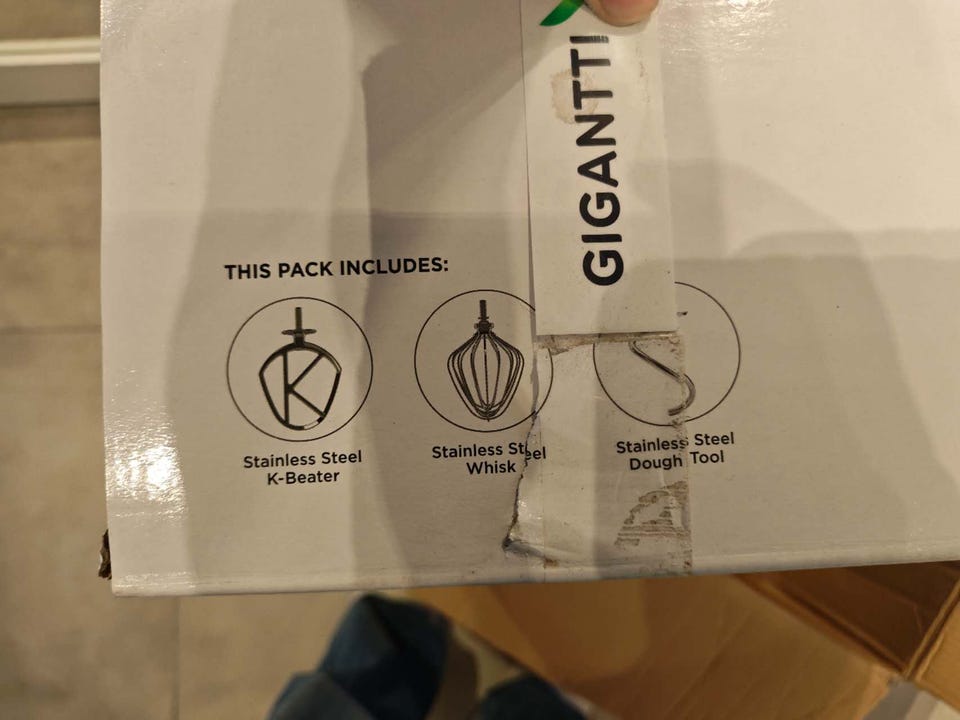 GIGANTTI
THIS PACK INCLUDES:
K
Stainless Steel
K-Beater
Stainless Steel
Whisk
Stainless Steel
Dough Tool